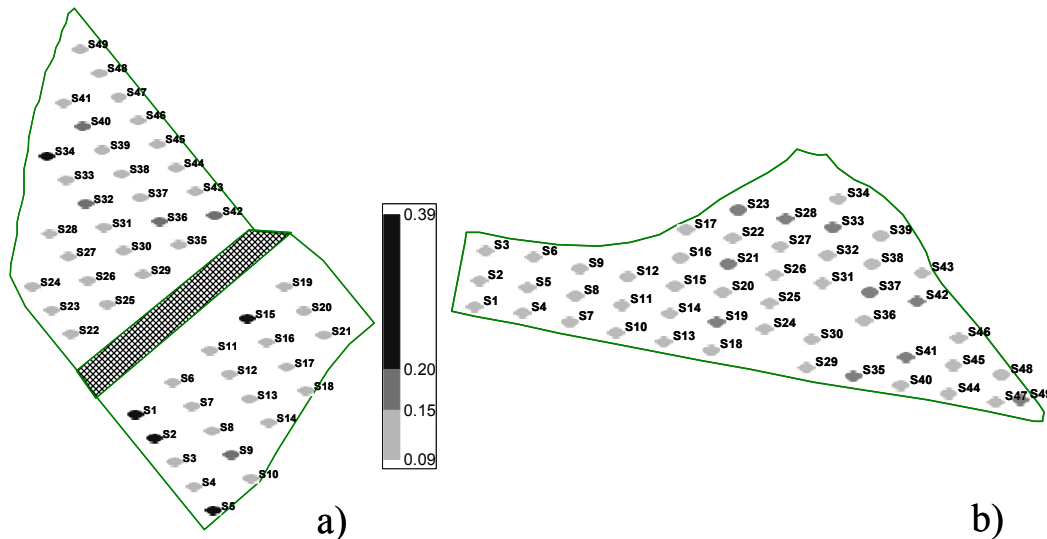 S49
S48
S47
S41
S46
S40
S45
S39
S34
S44
S38
S33
S43
S37
S32
S42
S36
S31
S28
S35
S30
S27
S29
S26
S24
S25
S23
S22
S19
S20
S15
S21
S16
S11
S17
S12
S6
S18
S13
S7
S1
S14
S8
S2
S9
S3
S10
S4
S5
a)
0.39
0.20
0.15
0.09
S34
S23
S28
S33
S17
S22
S39
S27
S3
S6
S16
S32
S21
S38
S9
S43
S12
S26
S2
S31
S5
S15
S20
S37
S8
S42
S25
S1
S11
S4
S14
S36
S7
S19
S24
S10
S30
S46
S13
S18
S41
S29
S45
S35
S48
S40
S44
S47
S49
b)